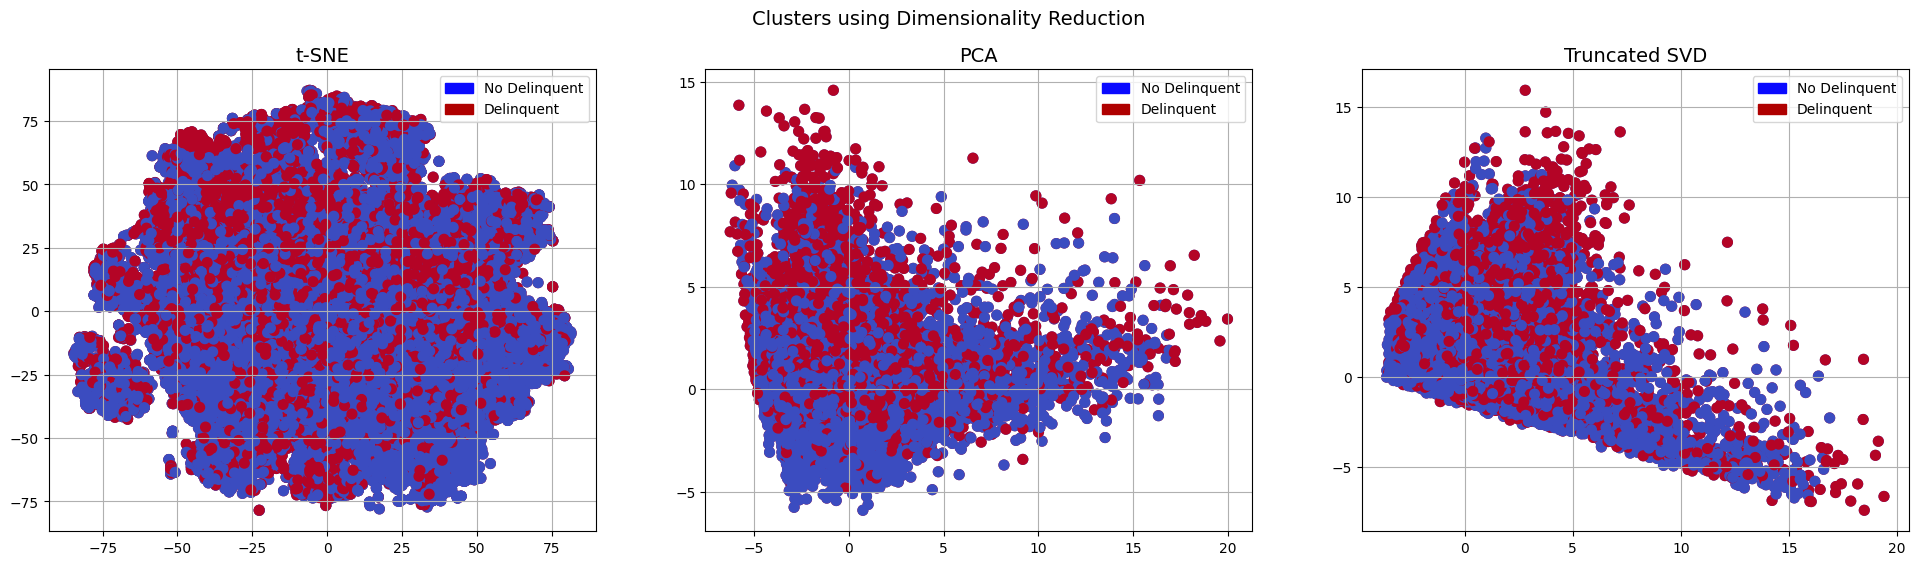 Clusters using Dimensionality Reduction
t-SNE
No Delinquent
Delinquent
75
50
25
0
−25
−50
−75
−75 −50 −25 0 25 50 75
PCA
No Delinquent
Delinquent
15
10
5
0
−5
−5 0 5 10 15 20
Truncated SVD
No Delinquent
Delinquent
15
10
5
0
−5
0 5 10 15 20